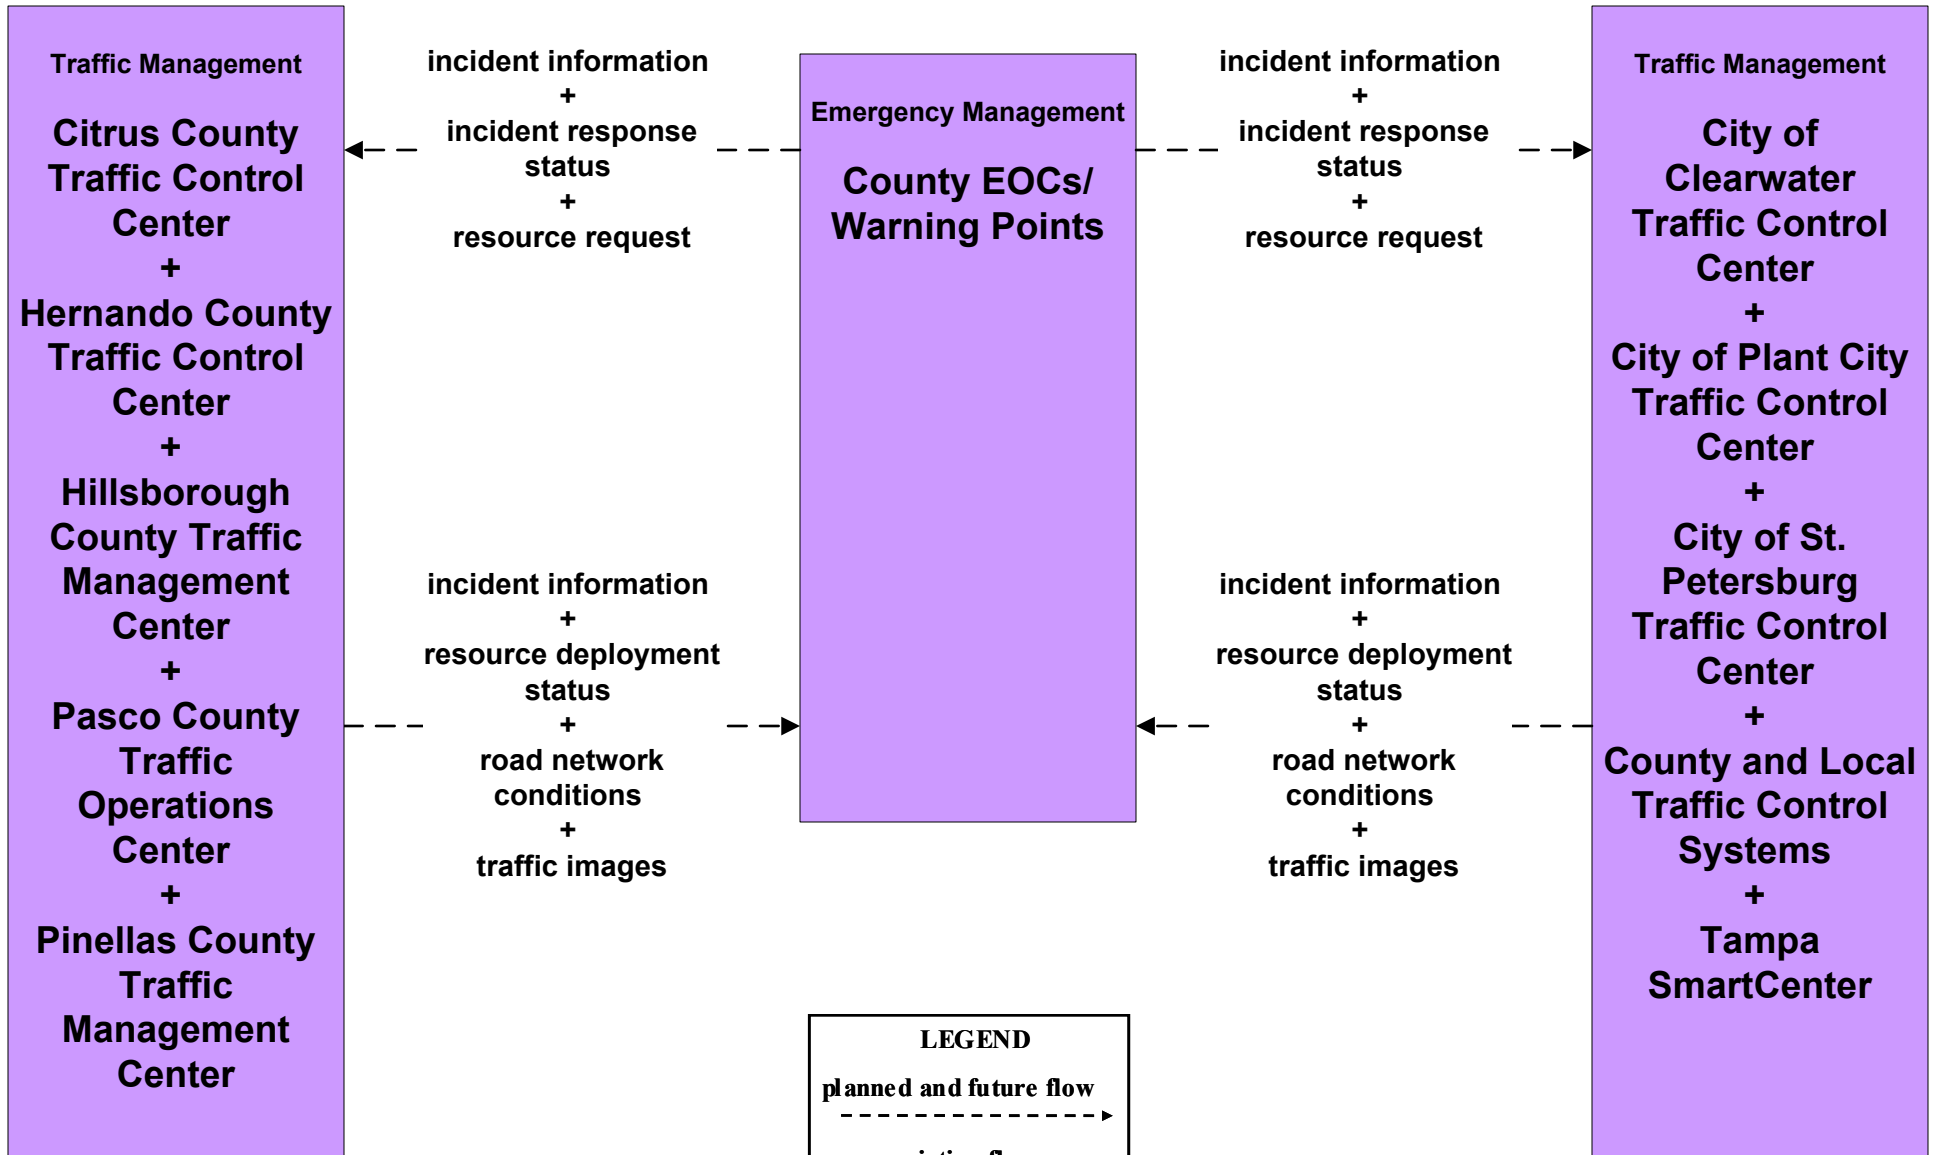 Traffic Management
Citrus County
Traffic Control
Center
+
Hernando County
Traffic Control
Center
+
Hillsborough
County Traffic
Management
Center
+
Pasco County
Traffic
Operations
Center
+
Pinellas County
Traffic
Management
Center
incident information
+
incident response
status
+
resource request
incident information
+
resource deployment
status
+
road network
conditions
+
traffic images
Emergency Management
County EOCs/
Warning Points
incident information
+
incident response
status
+
resource request
incident information
+
resource deployment
status
+
road network
conditions
+
traffic images
Traffic Management
City of
Clearwater
Traffic Control
Center
+
City of Plant City
Traffic Control
Center
+
City of St.
Petersburg
Traffic Control
Center
+
County and Local
Traffic Control
Systems
+
Tampa
SmartCenter
LEGEND
planned and future flow